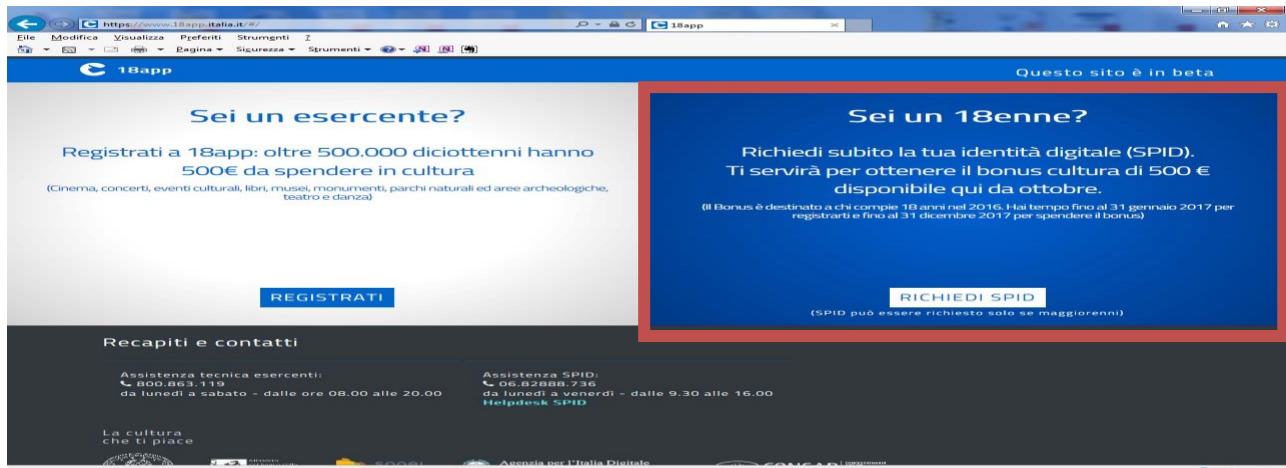 https://www.18app.italia.it/#/
18app
File Modifica Visualizza Preferiti Strumenti ?
Pagina Sicurezza Strumenti
18app
Questo sito è in beta
Sei un esercente?
Registrati a 18app: oltre 500.000 diciottenni hanno
500€ da spendere in cultura
(Cinema, concerti, eventi culturali, libri, musei, monumenti, parchi naturali ed aree archeologiche,
teatro e danza)
REGISTRATI
Sei un 18enne?
Richiedi subito la tua identità digitale (SPID).
Ti servirà per ottenere il bonus cultura di 500 €
disponibile qui da ottobre.
(Il Bonus è destinato a chi compie 18 anni nel 2016. Hai tempo fino al 31 gennaio 2017 per
registrarti e fino al 31 dicembre 2017 per spendere il bonus)
RICHIEDI SPID
(SPID può essere richiesto solo se maggiorenni)
Recapiti e contatti
Assistenza tecnica esercenti:
800.863.119
da lunedì a sabato - dalle ore 08.00 alle 20.00
Assistenza SPID:
06.82888.736
da lunedì a venerdì - dalle 9.30 alle 16.00
Helpdesk SPID
La cultura
che ti piace
Agenzia per l'Italia Digitale